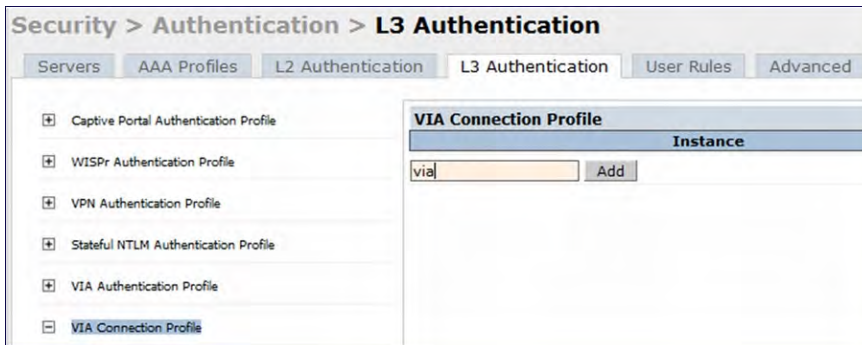 Security > Authentication > L3 Authentication
Servers AAA Profiles L2 Authentication L3 Authentication User Rules Advanced
Captive Portal Authentication Profile
WISPr Authentication Profile
VPN Authentication Profile
Stateful NTLM Authentication Profile
VIA Authentication Profile
VIA Connection Profile
VIA Connection Profile
Instance
via Add